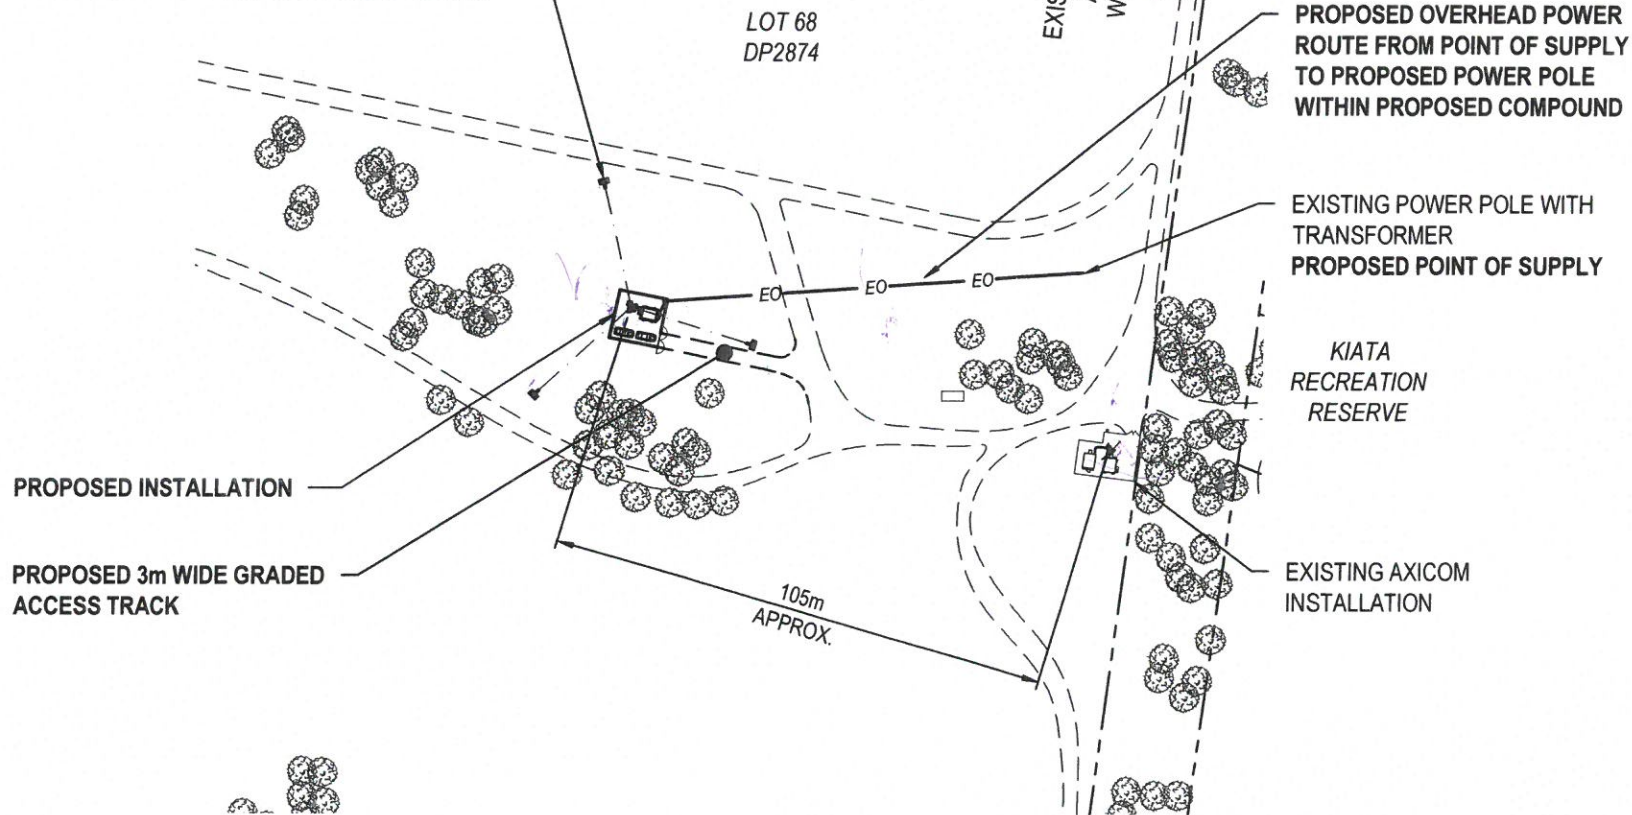 LOT 68
DP2874
PROPOSED OVERHEAD POWER
ROUTE FROM POINT OF SUPPLY
TO PROPOSED POWER POLE
WITHIN PROPOSED COMPOUND
EXISTING POWER POLE WITH
TRANSFORMER
PROPOSED POINT OF SUPPLY
EO
EO
EO
KIATA
RECREATION
RESERVE
PROPOSED INSTALLATION
PROPOSED 3m WIDE GRADED
ACCESS TRACK
105m
APPROX.
EXISTING AXICOM
INSTALLATION